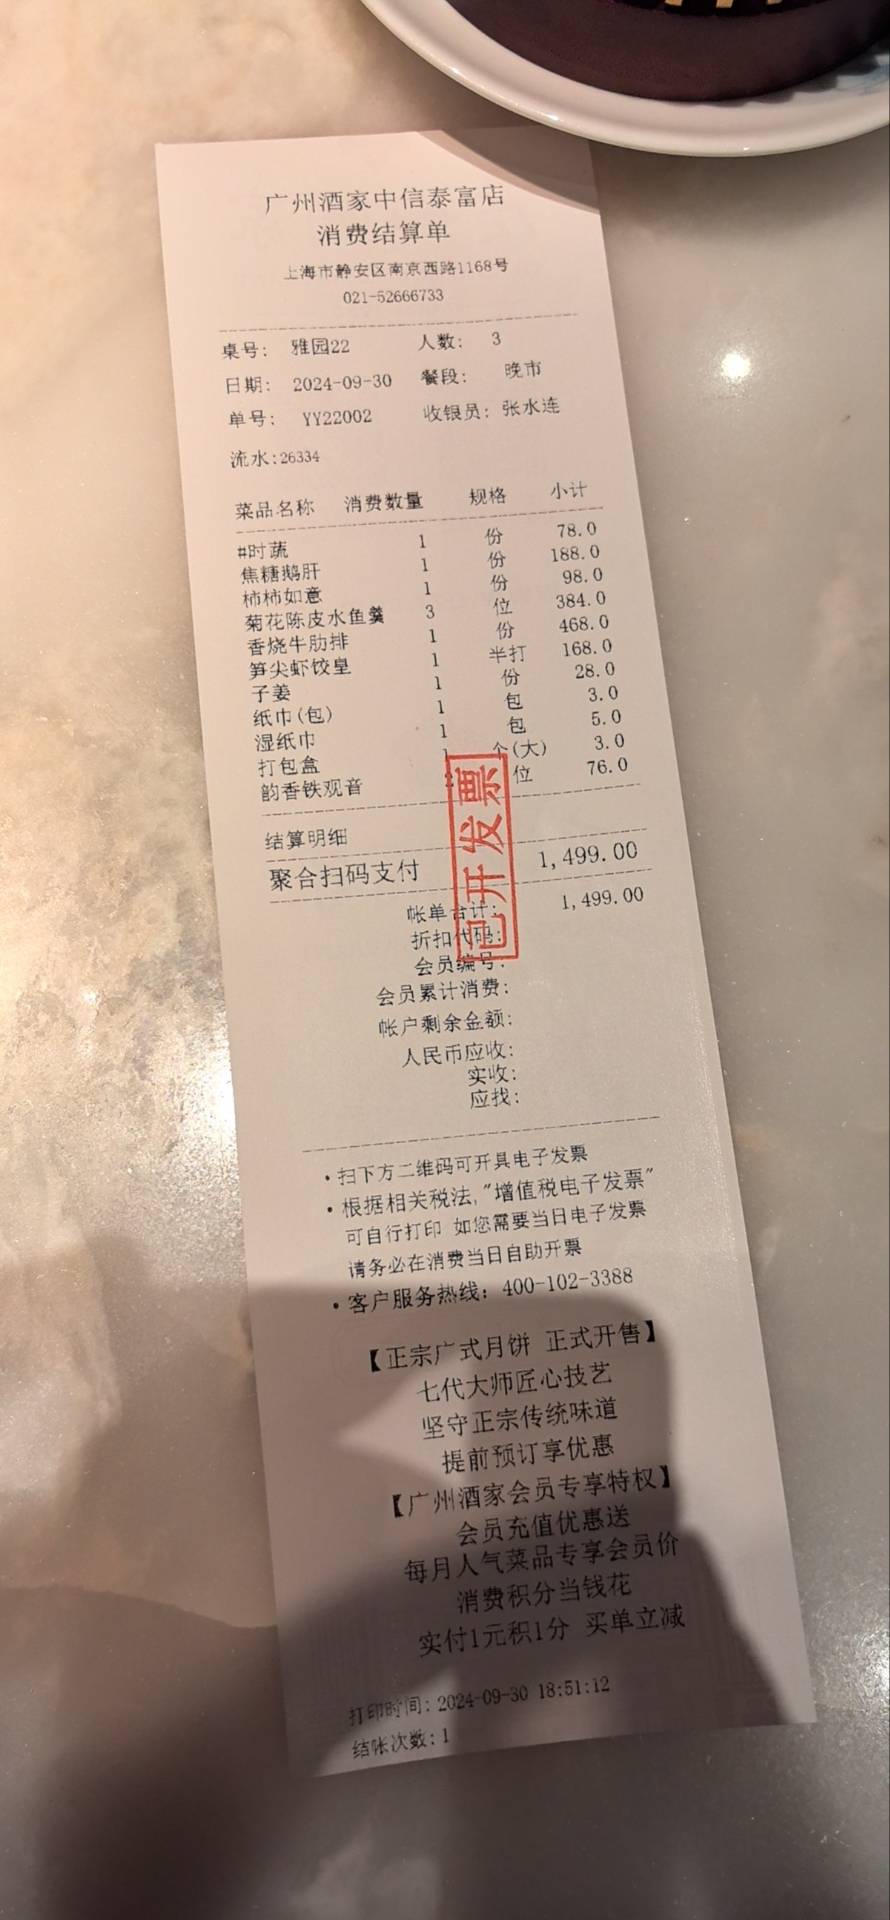 广州酒家中信泰富店
消费结算单
上海市静安区南京西路1168号
021-52666733
桌号: 雅园22 人数: 3
日期: 2024-09-30 餐段: 晚市
单号: YY22002 收银员: 张水连
流水:26334
菜品名称 消费数量 规格 小计
#时蔬 1 份 78.0
焦糖鹅肝 1 份 188.0
柿柿如意 1 份 98.0
菊花陈皮水鱼羹 3 位 384.0
香烧牛肋排 1 份 468.0
笋尖虾饺皇 1 半打 168.0
子姜 1 份 28.0
纸巾(包) 1 包 3.0
湿纸巾 1 包 5.0
打包盒 1 个(大) 3.0
韵香铁观音 位 76.0
已开发票
结算明细
聚合扫码支付 1,499.00
帐单合计: 1,499.00
折扣代码:
会员编号:
会员累计消费:
帐户剩余金额:
人民币应收:
实收:
应找:
·扫下方二维码可开具电子发票
·根据相关税法,"增值税电子发票"
可自行打印 如您需要当日电子发票
请务必在消费当日自助开票
·客户服务热线: 400-102-3388
【正宗广式月饼 正式开售】
七代大师匠心技艺
坚守正宗传统味道
提前预订享优惠
【广州酒家会员专享特权】
会员充值优惠送
每月人气菜品专享会员价
消费积分当钱花
实付1元积1分 买单立减
打印时间: 2024-09-30 18:51:12
结帐次数: 1